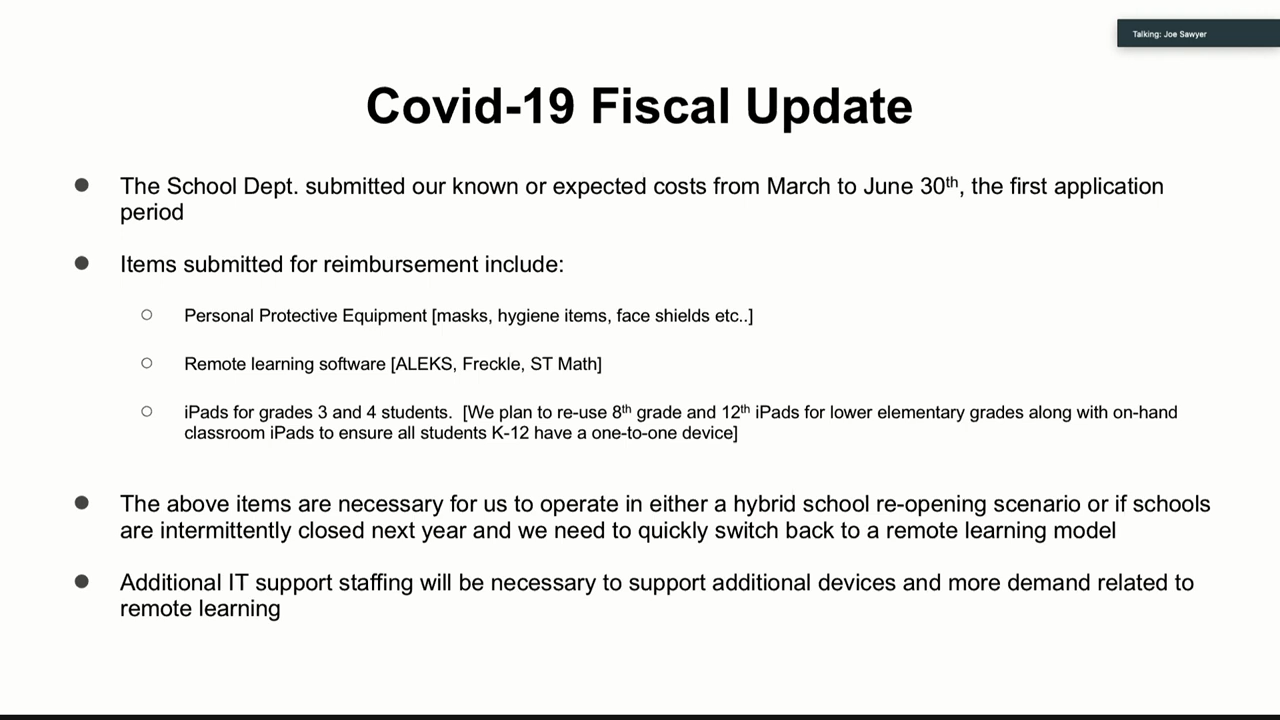 Talking: Joe Sawyer
Covid-19 Fiscal Update
● The School Dept. submitted our known or expected costs from March to June 30th, the first application
period
● Items submitted for reimbursement include:
○ Personal Protective Equipment [masks, hygiene items, face shields etc..]
○ Remote learning software [ALEKS, Freckle, ST Math]
○ iPads for grades 3 and 4 students.  [We plan to re-use 8th grade and 12th iPads for lower elementary grades along with on-hand
classroom iPads to ensure all students K-12 have a one-to-one device]
● The above items are necessary for us to operate in either a hybrid school re-opening scenario or if schools
are intermittently closed next year and we need to quickly switch back to a remote learning model
● Additional IT support staffing will be necessary to support additional devices and more demand related to
remote learning